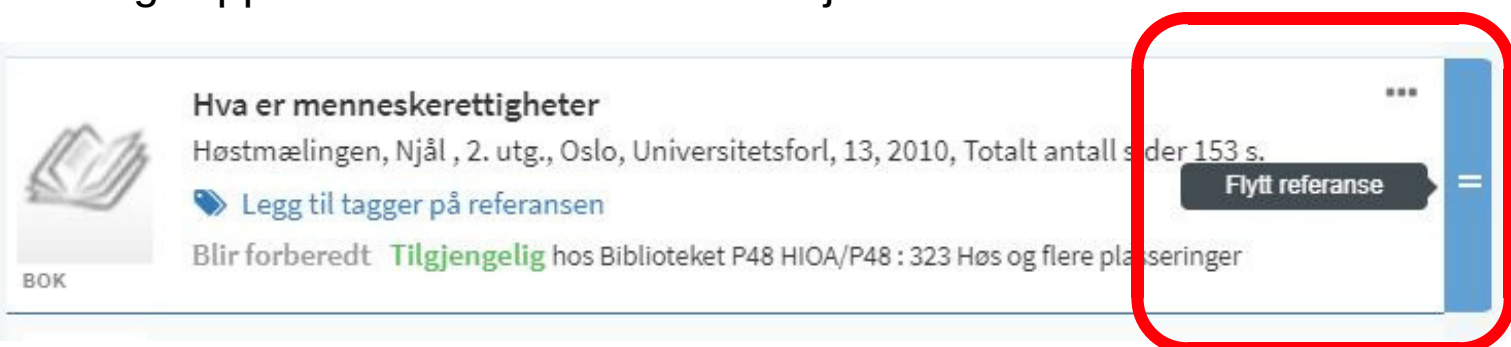 Hva er menneskerettigheter
Høstmælingen, Njål , 2. utg., Oslo, Universitetsforl, 13, 2010, Totalt antall sider 153 s.
Flytt referanse
Legg til tagger på referansen
Blir forberedt Tilgjengelig hos Biblioteket P48 HIOA/P48 : 323 Høs og flere plasseringer
BOK